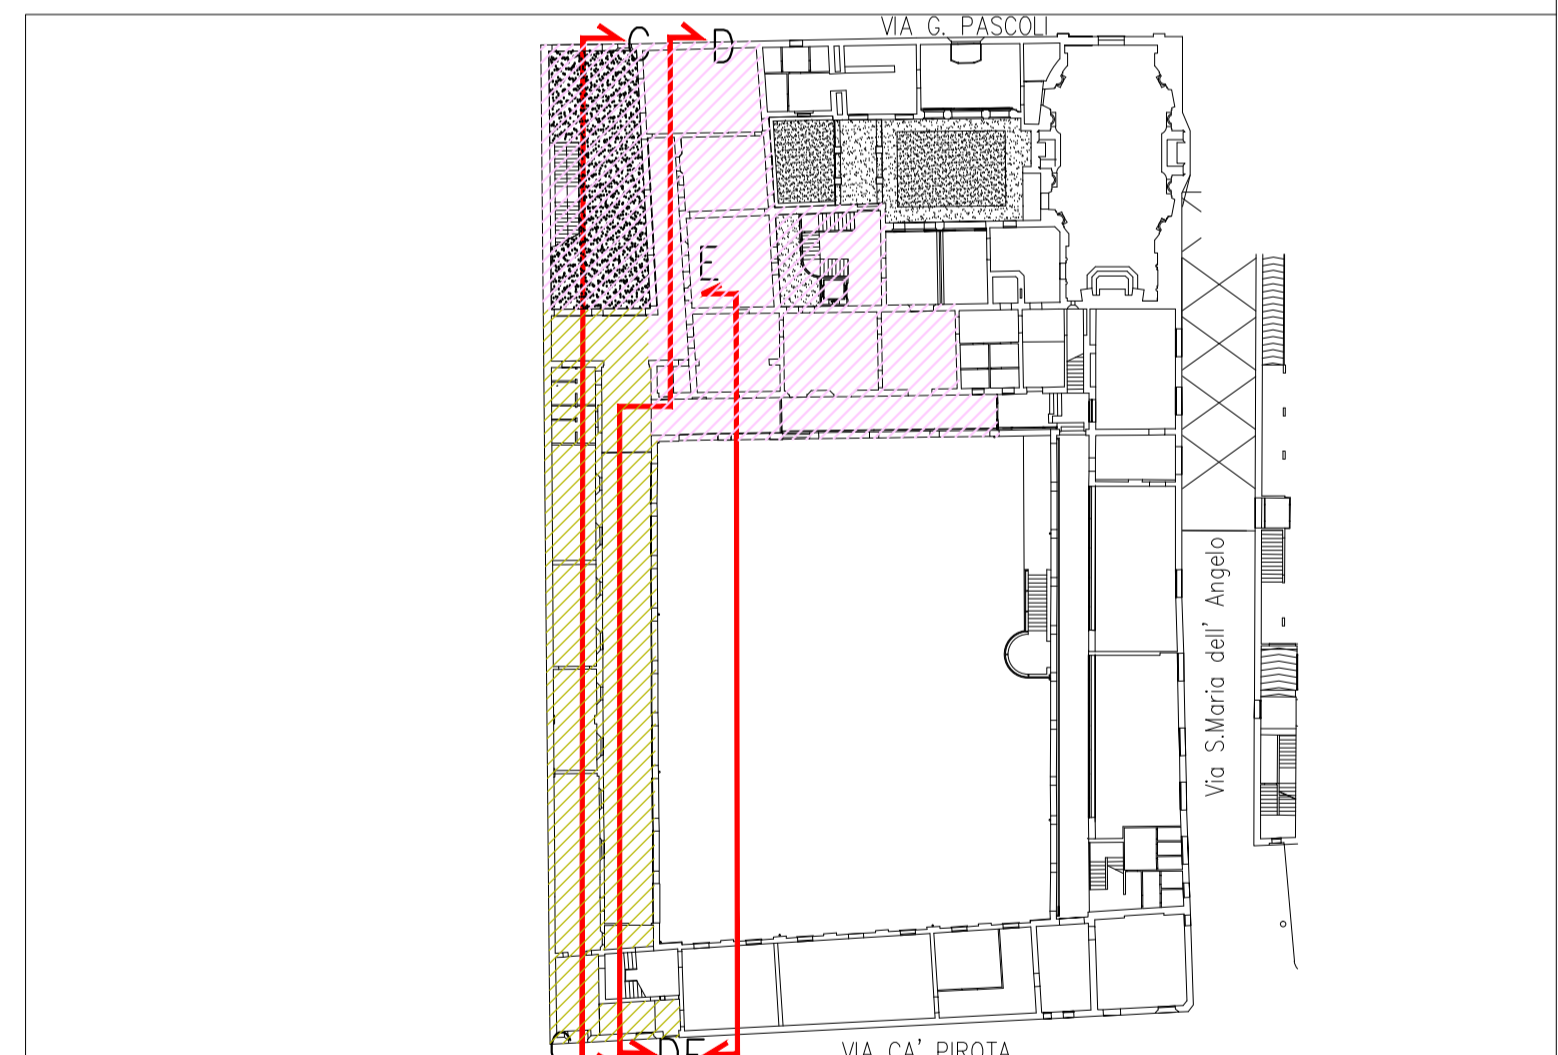 VIA G. PASCOLI
C
D
E
Via S.Maria dell' Angelo
C
D
E
VIA CA' PIROTA